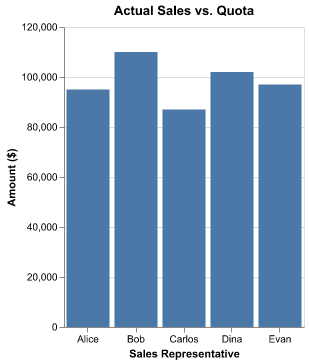 Actual Sales vs. Quota
120,000
100,000
80,000
60,000
40,000
20,000
0
Amount ($)
Alice Bob Carlos Dina Evan
Sales Representative